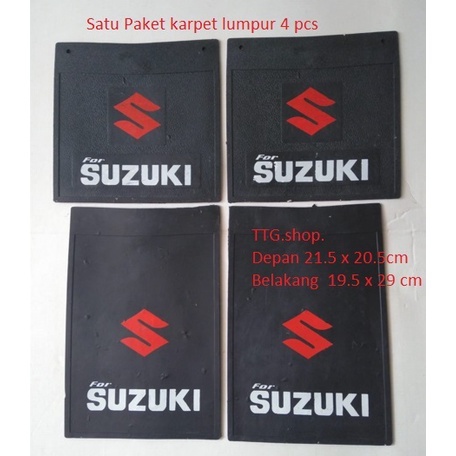 Satu Paket karpet lumpur 4 pcs
For
SUZUKI
For
SUZUKI
TTG.shop.
Depan 21.5 x 20.5cm
Belakang 19.5 x 29 cm
For
SUZUKI
For
SUZUKI